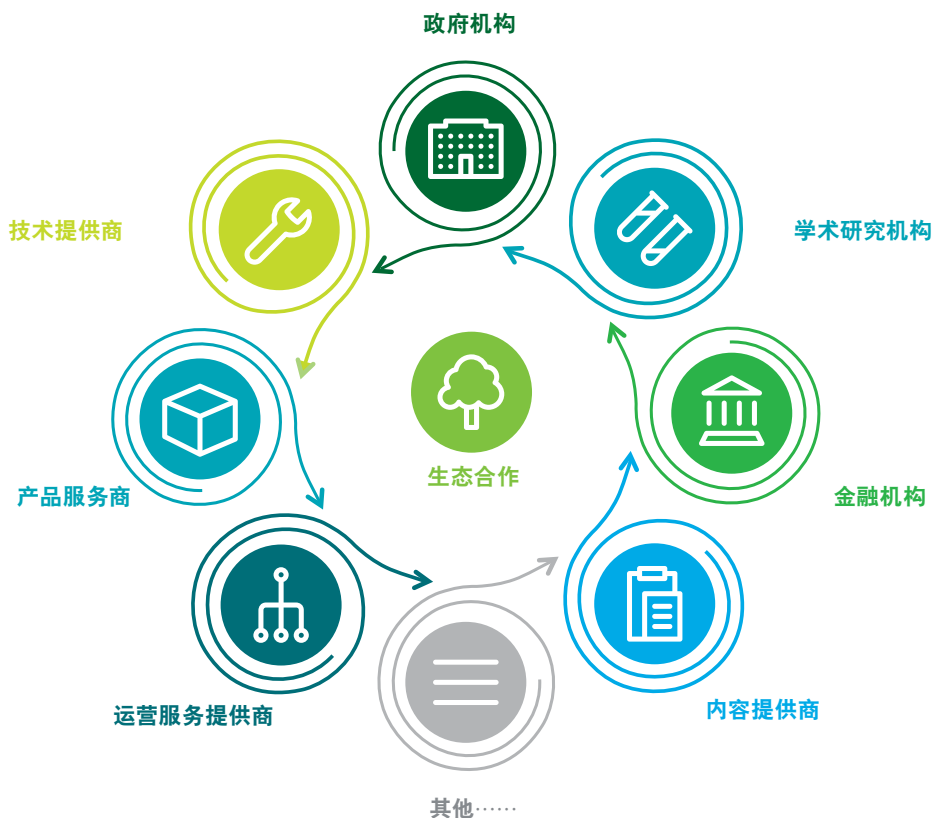 政府机构
技术提供商
学术研究机构
生态合作
产品服务商
金融机构
运营服务提供商
内容提供商
其他……